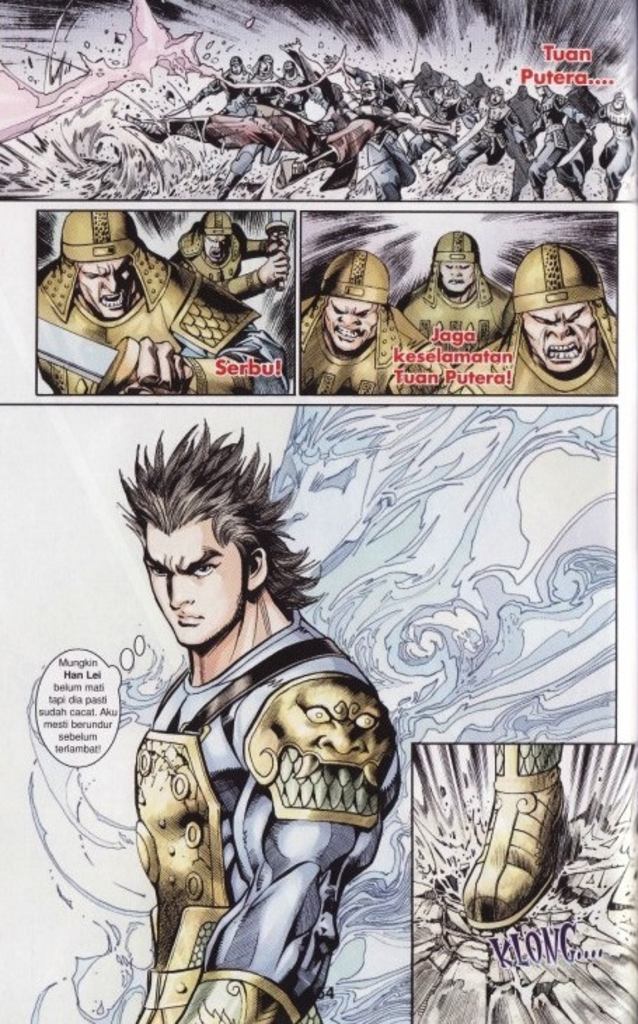 Tuan
Putera....
Serbu!
Jaga
keselamatan
Tuan Putera!
Mungkin
Han Lei
belum mati
tapi dia pasti
sudah cacat. Aku
mesti berundur
sebelum
terlambat!
KLONG....
64